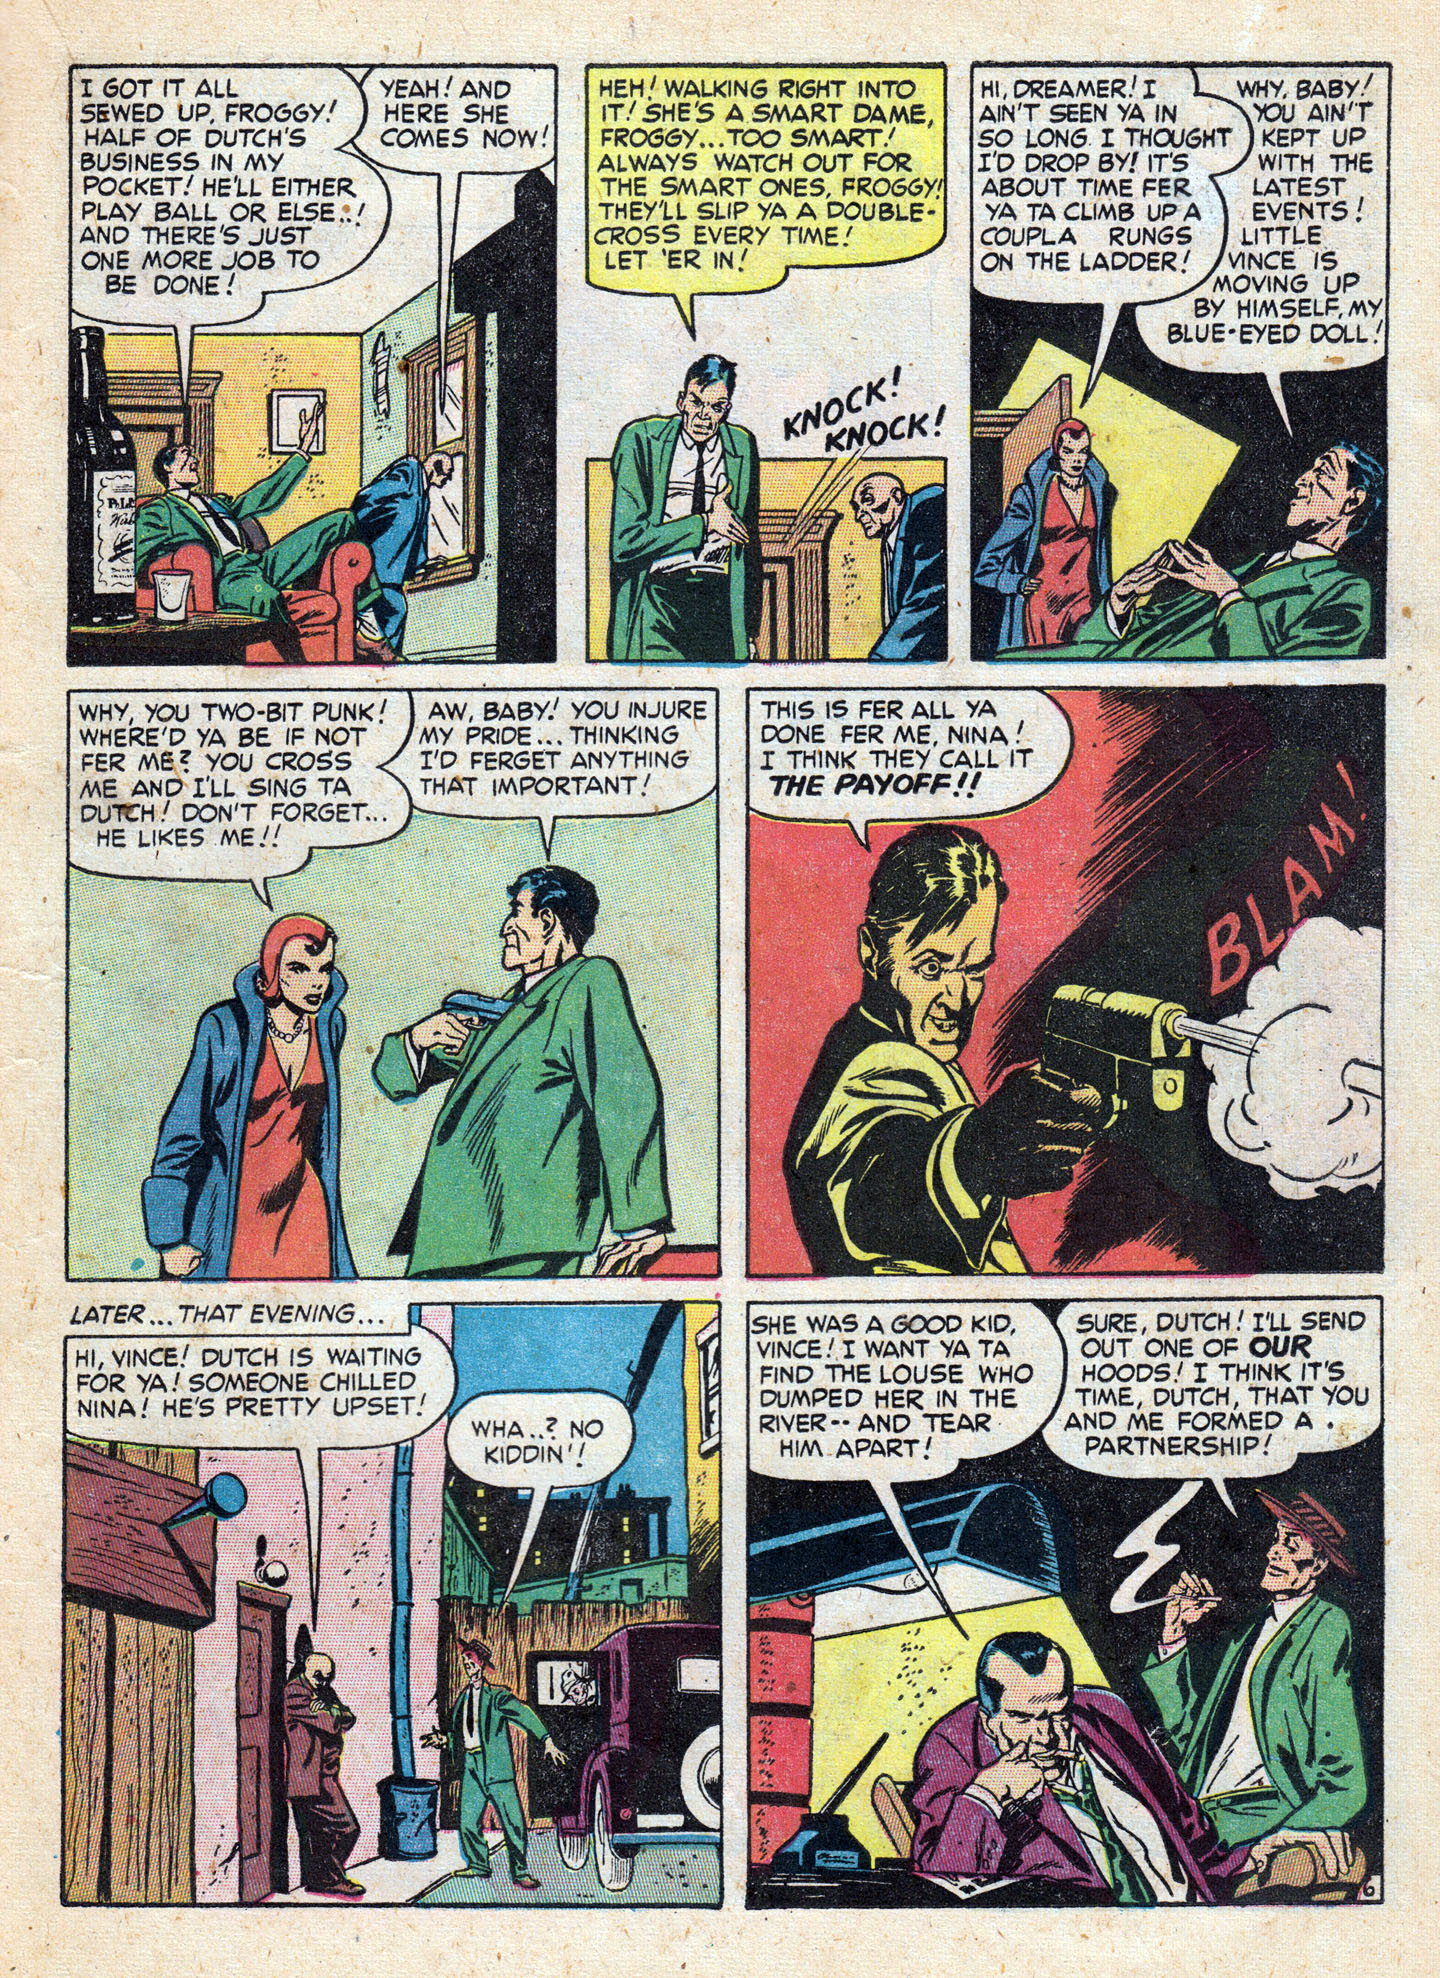 I GOT IT ALL
SEWED UP, FROGGY!
HALF OF DUTCH'S
BUSINESS IN MY
POCKET! HE'LL EITHER
PLAY BALL OR ELSE..!
AND THERE'S JUST
ONE MORE JOB TO
BE DONE!
YEAH! AND
HERE SHE
COMES NOW!
HEH! WALKING RIGHT INTO
IT! SHE'S A SMART DAME,
FROGGY...TOO SMART!
ALWAYS WATCH OUT FOR
THE SMART ONES, FROGGY!
THEY'LL SLIP YA A DOUBLE-
CROSS EVERY TIME!
LET 'ER IN!
KNOCK!
KNOCK!
HI, DREAMER! I
AIN'T SEEN YA IN
SO LONG I THOUGHT
I'D DROP BY! IT'S
ABOUT TIME FER
YA TA CLIMB UP A
COUPLA RUNGS
ON THE LADDER!
WHY, BABY!
YOU AIN'T
KEPT UP
WITH THE
LATEST
EVENTS!
LITTLE
VINCE IS
MOVING UP
BY HIMSELF, MY
BLUE-EYED DOLL!
WHY, YOU TWO-BIT PUNK!
WHERE'D YA BE IF NOT
FER ME? YOU CROSS
ME AND I'LL SING TA
DUTCH! DON'T FORGET...
HE LIKES ME!!
AW, BABY! YOU INJURE
MY PRIDE... THINKING
I'D FERGET ANYTHING
THAT IMPORTANT!
THIS IS FER ALL YA
DONE FER ME, NINA!
I THINK THEY CALL IT
THE PAYOFF!!
BLAM!
LATER... THAT EVENING...
HI, VINCE! DUTCH IS WAITING
FOR YA! SOMEONE CHILLED
NINA! HE'S PRETTY UPSET!
WHA..? NO
KIDDIN'!
SHE WAS A GOOD KID,
VINCE! I WANT YA TA
FIND THE LOUSE WHO
DUMPED HER IN THE
RIVER-- AND TEAR
HIM APART!
SURE, DUTCH! I'LL SEND
OUT ONE OF OUR
HOODS! I THINK IT'S
TIME, DUTCH, THAT YOU
AND ME FORMED A
PARTNERSHIP!
6